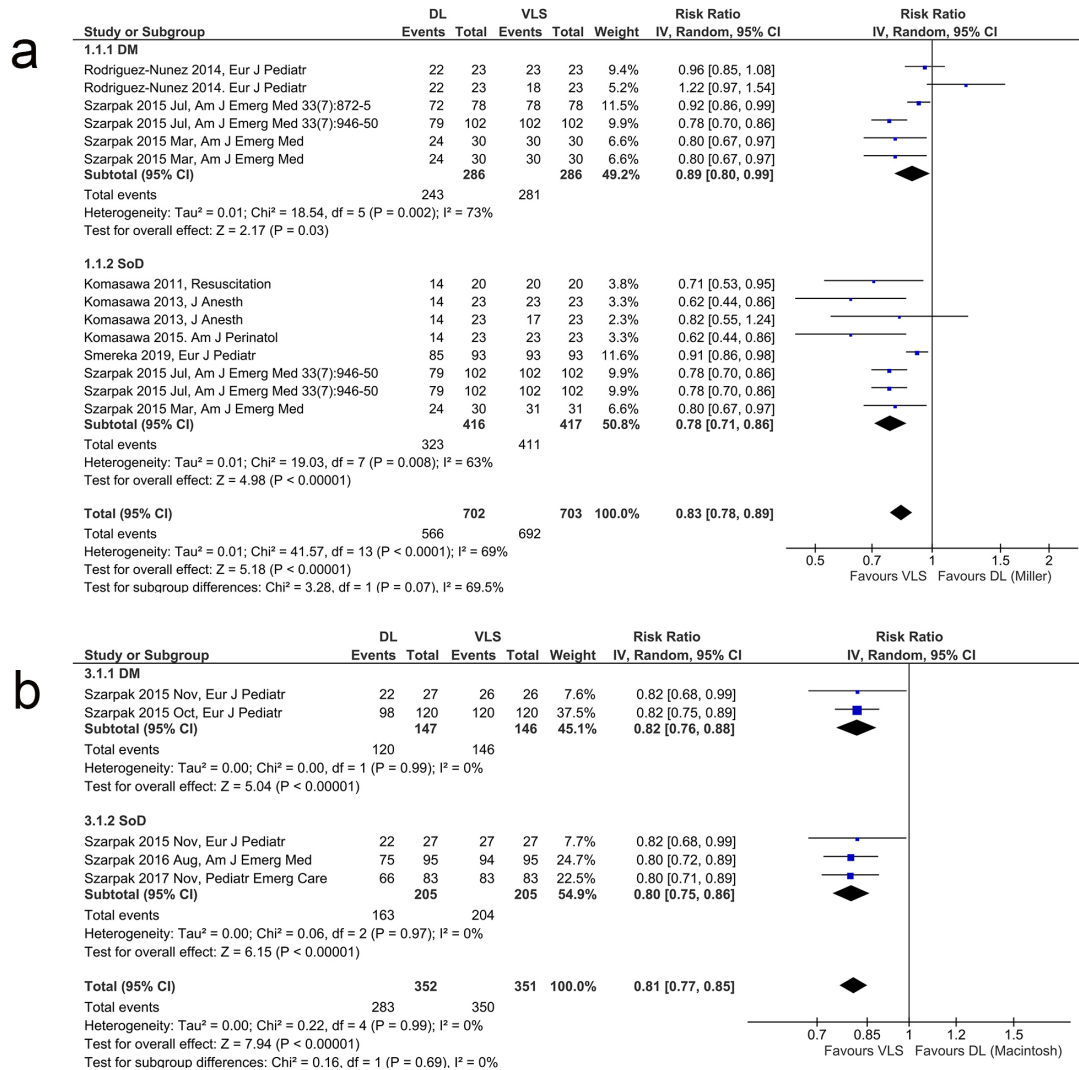 a
DL VLS Risk Ratio Risk Ratio
Study or Subgroup Events Total Events Total Weight IV, Random, 95% CI IV, Random, 95% CI
1.1.1 DM
Rodriguez-Nunez 2014, Eur J Pediatr 22 23 23 23 9.4% 0.96 [0.85, 1.08]
Rodriguez-Nunez 2014. Eur J Pediatr 22 23 18 23 5.2% 1.22 [0.97, 1.54]
Szarpak 2015 Jul, Am J Emerg Med 33(7):872-5 72 78 78 78 11.5% 0.92 [0.86, 0.99]
Szarpak 2015 Jul, Am J Emerg Med 33(7):946-50 79 102 102 102 9.9% 0.78 [0.70, 0.86]
Szarpak 2015 Mar, Am J Emerg Med 24 30 30 30 6.6% 0.80 [0.67, 0.97]
Szarpak 2015 Mar, Am J Emerg Med 24 30 30 30 6.6% 0.80 [0.67, 0.97]
Subtotal (95% CI) 286 286 49.2% 0.89 [0.80, 0.99]
Total events 243 281
Heterogeneity: Tau² = 0.01; Chi² = 18.54, df = 5 (P = 0.002); I² = 73%
Test for overall effect: Z = 2.17 (P = 0.03)
1.1.2 SoD
Komasawa 2011, Resuscitation 14 20 20 20 3.8% 0.71 [0.53, 0.95]
Komasawa 2013, J Anesth 14 23 23 23 3.3% 0.62 [0.44, 0.86]
Komasawa 2013, J Anesth 14 23 17 23 2.3% 0.82 [0.55, 1.24]
Komasawa 2015. Am J Perinatol 14 23 23 23 3.3% 0.62 [0.44, 0.86]
Smereka 2019, Eur J Pediatr 85 93 93 93 11.6% 0.91 [0.86, 0.98]
Szarpak 2015 Jul, Am J Emerg Med 33(7):946-50 79 102 102 102 9.9% 0.78 [0.70, 0.86]
Szarpak 2015 Jul, Am J Emerg Med 33(7):946-50 79 102 102 102 9.9% 0.78 [0.70, 0.86]
Szarpak 2015 Mar, Am J Emerg Med 24 30 31 31 6.6% 0.80 [0.67, 0.97]
Subtotal (95% CI) 416 417 50.8% 0.78 [0.71, 0.86]
Total events 323 411
Heterogeneity: Tau² = 0.01; Chi² = 19.03, df = 7 (P = 0.008); I² = 63%
Test for overall effect: Z = 4.98 (P < 0.00001)
Total (95% CI) 702 703 100.0% 0.83 [0.78, 0.89]
Total events 566 692
Heterogeneity: Tau² = 0.01; Chi² = 41.57, df = 13 (P < 0.0001); I² = 69%
Test for overall effect: Z = 5.18 (P < 0.00001)
Test for subgroup differences: Chi² = 3.28, df = 1 (P = 0.07), I² = 69.5%
0.5 0.7 1 1.5 2
Favours VLS Favours DL (Miller)
b
DL VLS Risk Ratio Risk Ratio
Study or Subgroup Events Total Events Total Weight IV, Random, 95% CI IV, Random, 95% CI
3.1.1 DM
Szarpak 2015 Nov, Eur J Pediatr 22 27 26 26 7.6% 0.82 [0.68, 0.99]
Szarpak 2015 Oct, Eur J Pediatr 98 120 120 120 37.5% 0.82 [0.75, 0.89]
Subtotal (95% CI) 147 146 45.1% 0.82 [0.76, 0.88]
Total events 120 146
Heterogeneity: Tau² = 0.00; Chi² = 0.00, df = 1 (P = 0.99); I² = 0%
Test for overall effect: Z = 5.04 (P < 0.00001)
3.1.2 SoD
Szarpak 2015 Nov, Eur J Pediatr 22 27 27 27 7.7% 0.82 [0.68, 0.99]
Szarpak 2016 Aug, Am J Emerg Med 75 95 94 95 24.7% 0.80 [0.72, 0.89]
Szarpak 2017 Nov, Pediatr Emerg Care 66 83 83 83 22.5% 0.80 [0.71, 0.89]
Subtotal (95% CI) 205 205 54.9% 0.80 [0.75, 0.86]
Total events 163 204
Heterogeneity: Tau² = 0.00; Chi² = 0.06, df = 2 (P = 0.97); I² = 0%
Test for overall effect: Z = 6.15 (P < 0.00001)
Total (95% CI) 352 351 100.0% 0.81 [0.77, 0.85]
Total events 283 350
Heterogeneity: Tau² = 0.00; Chi² = 0.22, df = 4 (P = 0.99); I² = 0%
Test for overall effect: Z = 7.94 (P < 0.00001)
Test for subgroup differences: Chi² = 0.16, df = 1 (P = 0.69), I² = 0%
0.7 0.85 1 1.2 1.5
Favours VLS Favours DL (Macintosh)